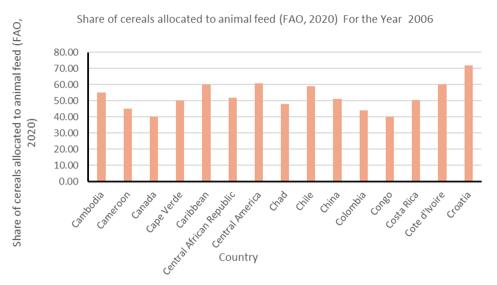 Share of cereals allocated to animal feed (FAO, 2020)  For the Year  2006
Share of cereals allocated to animal feed (FAO,
2020)
80.00
70.00
60.00
50.00
40.00
30.00
20.00
10.00
0.00
Cambodia
Cameroon
Canada
Cape Verde
Caribbean
Central African Republic
Central America
Chad
Chile
China
Colombia
Congo
Costa Rica
Cote d'Ivoire
Croatia
Country